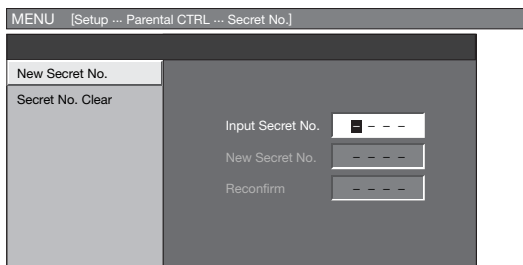 MENU [Setup ··· Parental CTRL ··· Secret No.]
New Secret No.
Secret No. Clear
Input Secret No. – – – –
New Secret No. – – – –
Reconfirm – – – –